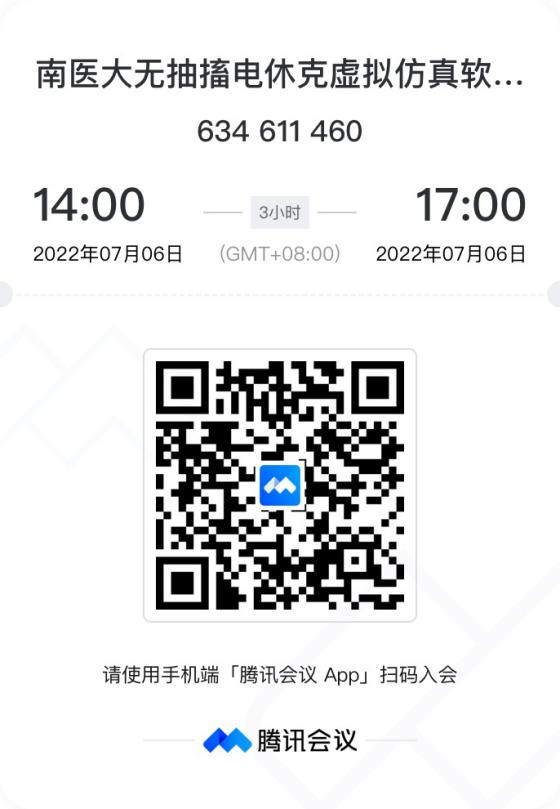 南医大无抽搐电休克虚拟仿真软...
634 611 460
14:00
3小时
17:00
2022年07月06日
(GMT+08:00)
2022年07月06日
请使用手机端「腾讯会议 App」扫码入会
腾讯会议